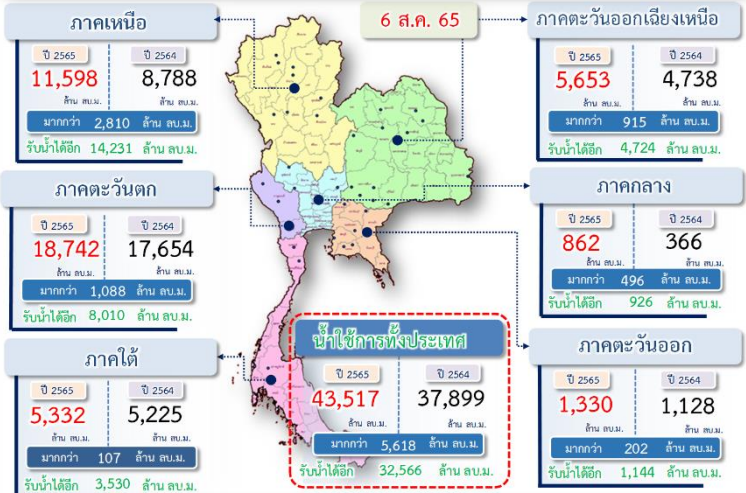 6 ส.ค. 65
ภาคเหนือ
ปี 2565 ปี 2564
11,598 8,788
ล้าน ลบ.ม. ล้าน ลบ.ม.
มากกว่า 2,810 ล้าน ลบ.ม.
รับน้ำได้อีก 14,231 ล้าน ลบ.ม.
ภาคตะวันออกเฉียงเหนือ
ปี 2565 ปี 2564
5,653 4,738
ล้าน ลบ.ม. ล้าน ลบ.ม.
มากกว่า 915 ล้าน ลบ.ม.
รับน้ำได้อีก 4,724 ล้าน ลบ.ม.
ภาคตะวันตก
ปี 2565 ปี 2564
18,742 17,654
ล้าน ลบ.ม. ล้าน ลบ.ม.
มากกว่า 1,088 ล้าน ลบ.ม.
รับน้ำได้อีก 8,010 ล้าน ลบ.ม.
ภาคกลาง
ปี 2565 ปี 2564
862 366
ล้าน ลบ.ม. ล้าน ลบ.ม.
มากกว่า 496 ล้าน ลบ.ม.
รับน้ำได้อีก 926 ล้าน ลบ.ม.
ภาคใต้
ปี 2565 ปี 2564
5,332 5,225
ล้าน ลบ.ม. ล้าน ลบ.ม.
มากกว่า 107 ล้าน ลบ.ม.
รับน้ำได้อีก 3,530 ล้าน ลบ.ม.
น้ำใช้การทั้งประเทศ
ปี 2565 ปี 2564
43,517 37,899
ล้าน ลบ.ม. ล้าน ลบ.ม.
มากกว่า 5,618 ล้าน ลบ.ม.
รับน้ำได้อีก 32,566 ล้าน ลบ.ม.
ภาคตะวันออก
ปี 2565 ปี 2564
1,330 1,128
ล้าน ลบ.ม. ล้าน ลบ.ม.
มากกว่า 202 ล้าน ลบ.ม.
รับน้ำได้อีก 1,144 ล้าน ลบ.ม.